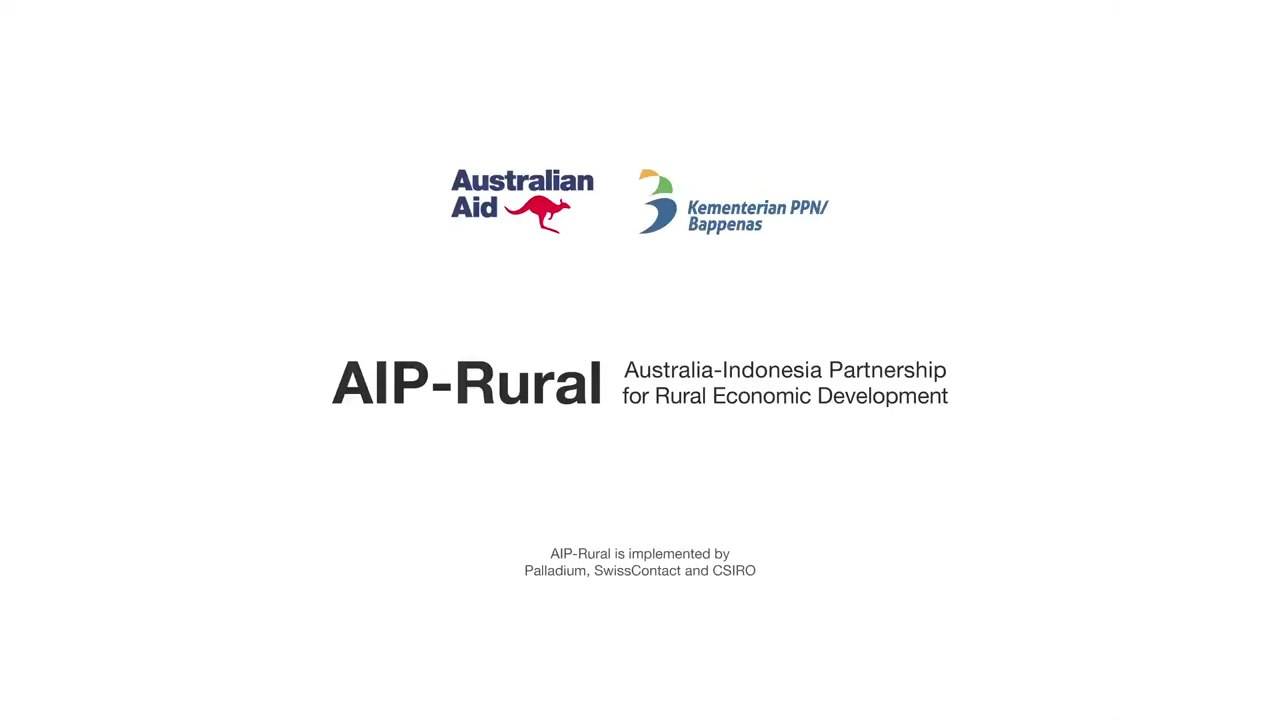 Australian
Aid
Kementerian PPN/
Bappenas
AIP-Rural
Australia-Indonesia Partnership
for Rural Economic Development
AIP-Rural is implemented by
Palladium, SwissContact and CSIRO